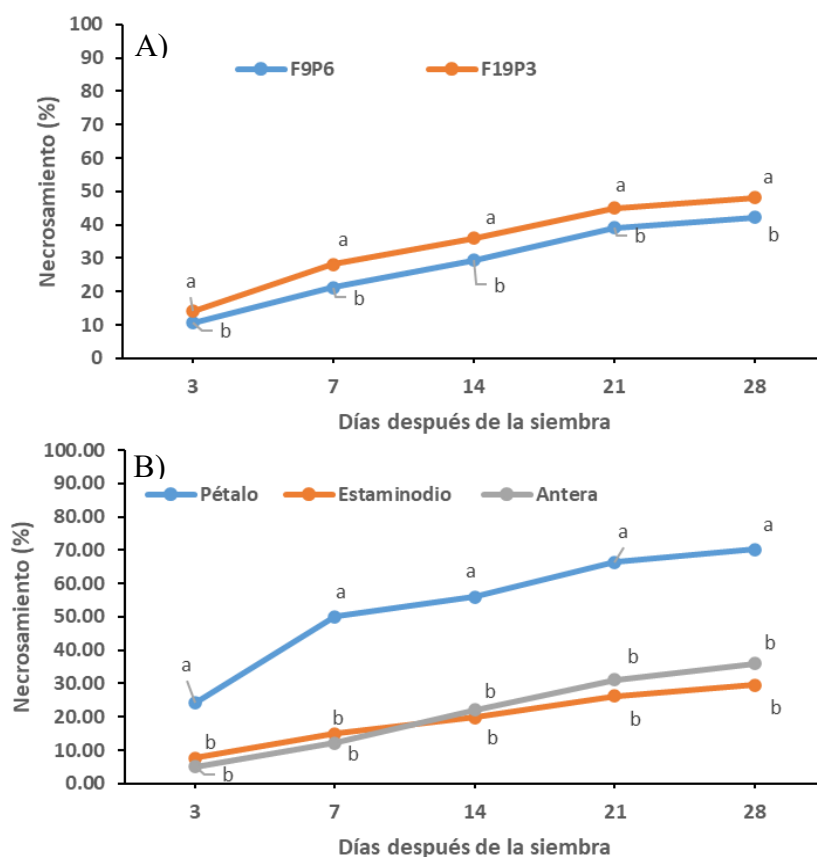 A)
F9P6 F19P3
Necrosamiento (%)
100
90
80
70
60
50
40
30
20
10
0
a a a a a
b b b b b
3 7 14 21 28
Días después de la siembra
B)
Pétalo Estaminodio Antera
Necrosamiento (%)
100.00
90.00
80.00
70.00
60.00
50.00
40.00
30.00
20.00
10.00
0.00
a a a a a
b b b b b
b b b b b
3 7 14 21 28
Días después de la siembra